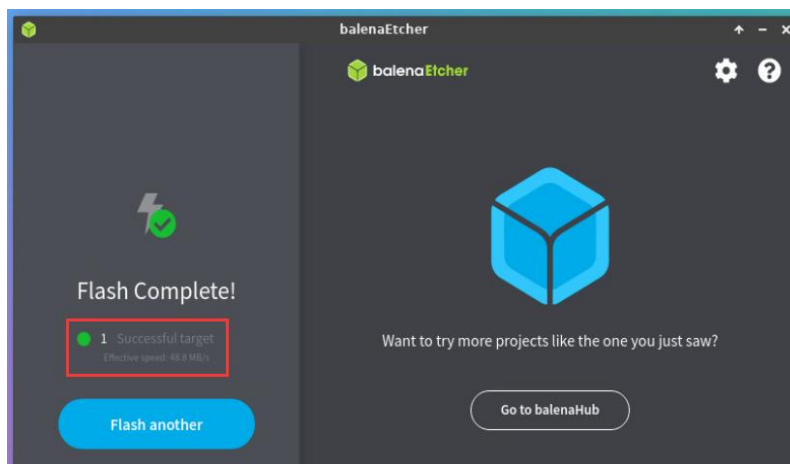 balenaEtcher
balenaEtcher
Flash Complete!
1 Successful target
Effective speed: 48.8 MB/s
Flash another
Want to try more projects like the one you just saw?
Go to balenaHub